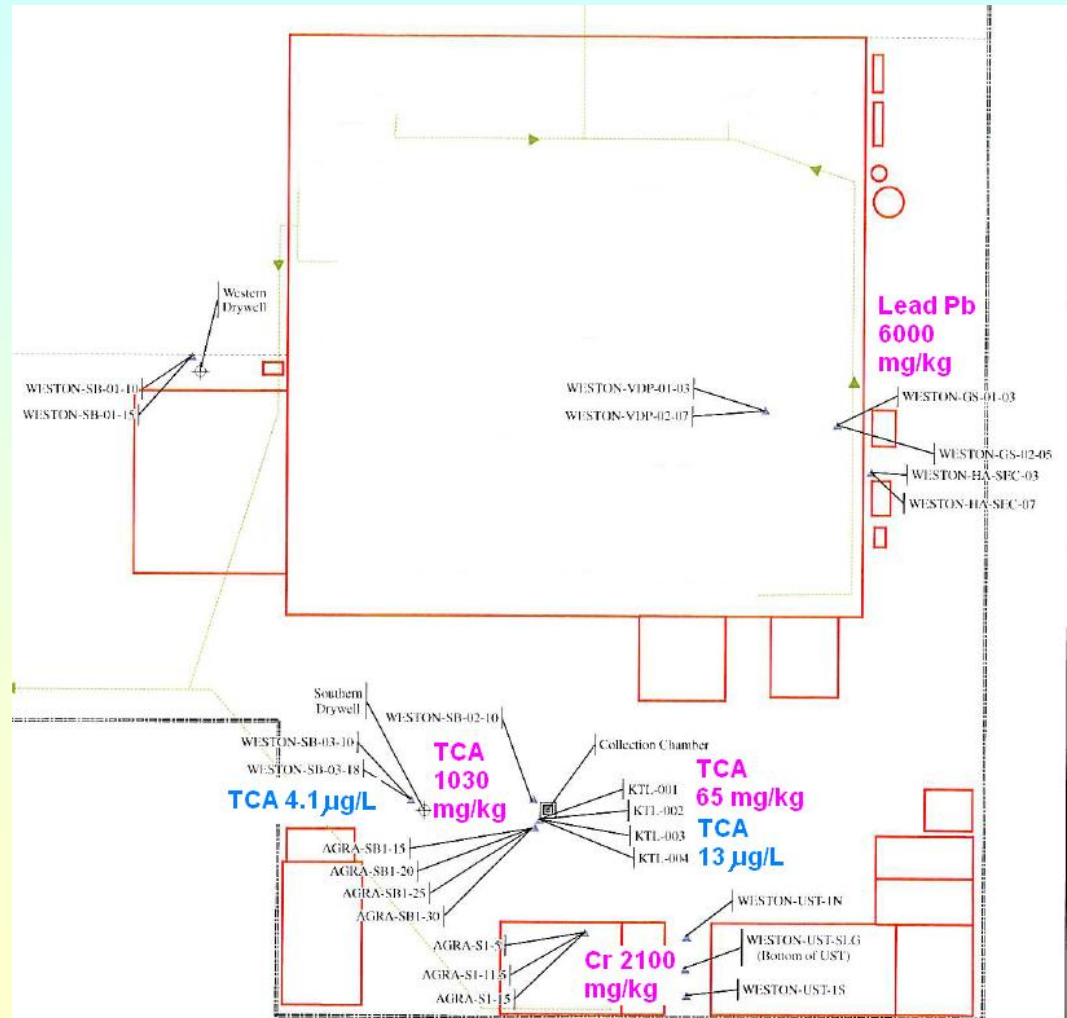 Western
Drywell
Lead Pb
6000
mg/kg
WESTON-SB-01-10
WESTON-SB-01-15
WESTON-VDP-01-03
WESTON-VDP-02-07
WESTON-GS-01-03
WESTON-GS-02-05
WESTON-HA-SEC-03
WESTON-HA-SEC-07
Southern
Drywell
WESTON-SB-02-10
WESTON-SB-03-10
WESTON-SB-03-18
TCA 4.1µg/L
TCA
1030
mg/kg
Collection Chamber
KTL-001
KTL-002
KTL-003
KTL-004
TCA
65 mg/kg
TCA
13 µg/L
AGRA-SB1-15
AGRA-SB1-20
AGRA-SB1-25
AGRA-SB1-30
AGRA-S1-5
AGRA-S1-11.5
AGRA-S1-15
Cr 2100
mg/kg
WESTON-UST-1N
WESTON-UST-SLG
(Bottom of UST)
WESTON-UST-1S